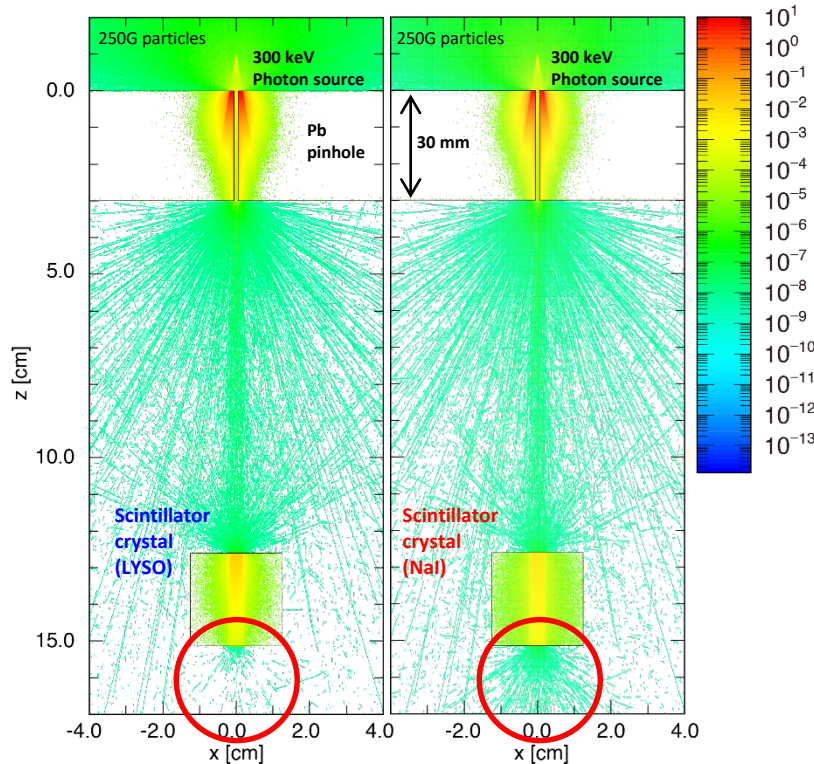 250G particles
300 keV
Photon source
Pb
pinhole
Scintillator
crystal
(LYSO)
0.0
5.0
10.0
15.0
z [cm]
-4.0 -2.0 0.0 2.0 4.0
x [cm]
250G particles
300 keV
Photon source
30 mm
Scintillator
crystal
(NaI)
-2.0 0.0 2.0 4.0
x [cm]
10^1
10^0
10^−1
10^−2
10^−3
10^−4
10^−5
10^−6
10^−7
10^−8
10^−9
10^−10
10^−11
10^−12
10^−13